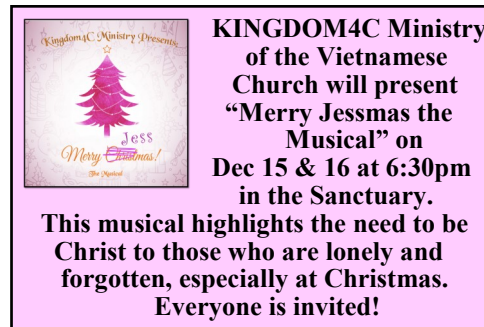 Kingdom4C Ministry Presents:
Jess
Merry Christmas!
The Musical
KINGDOM4C Ministry
of the Vietnamese
Church will present
“Merry Jessmas the
Musical” on
Dec 15 & 16 at 6:30pm
in the Sanctuary.
This musical highlights the need to be
Christ to those who are lonely and
forgotten, especially at Christmas.
Everyone is invited!